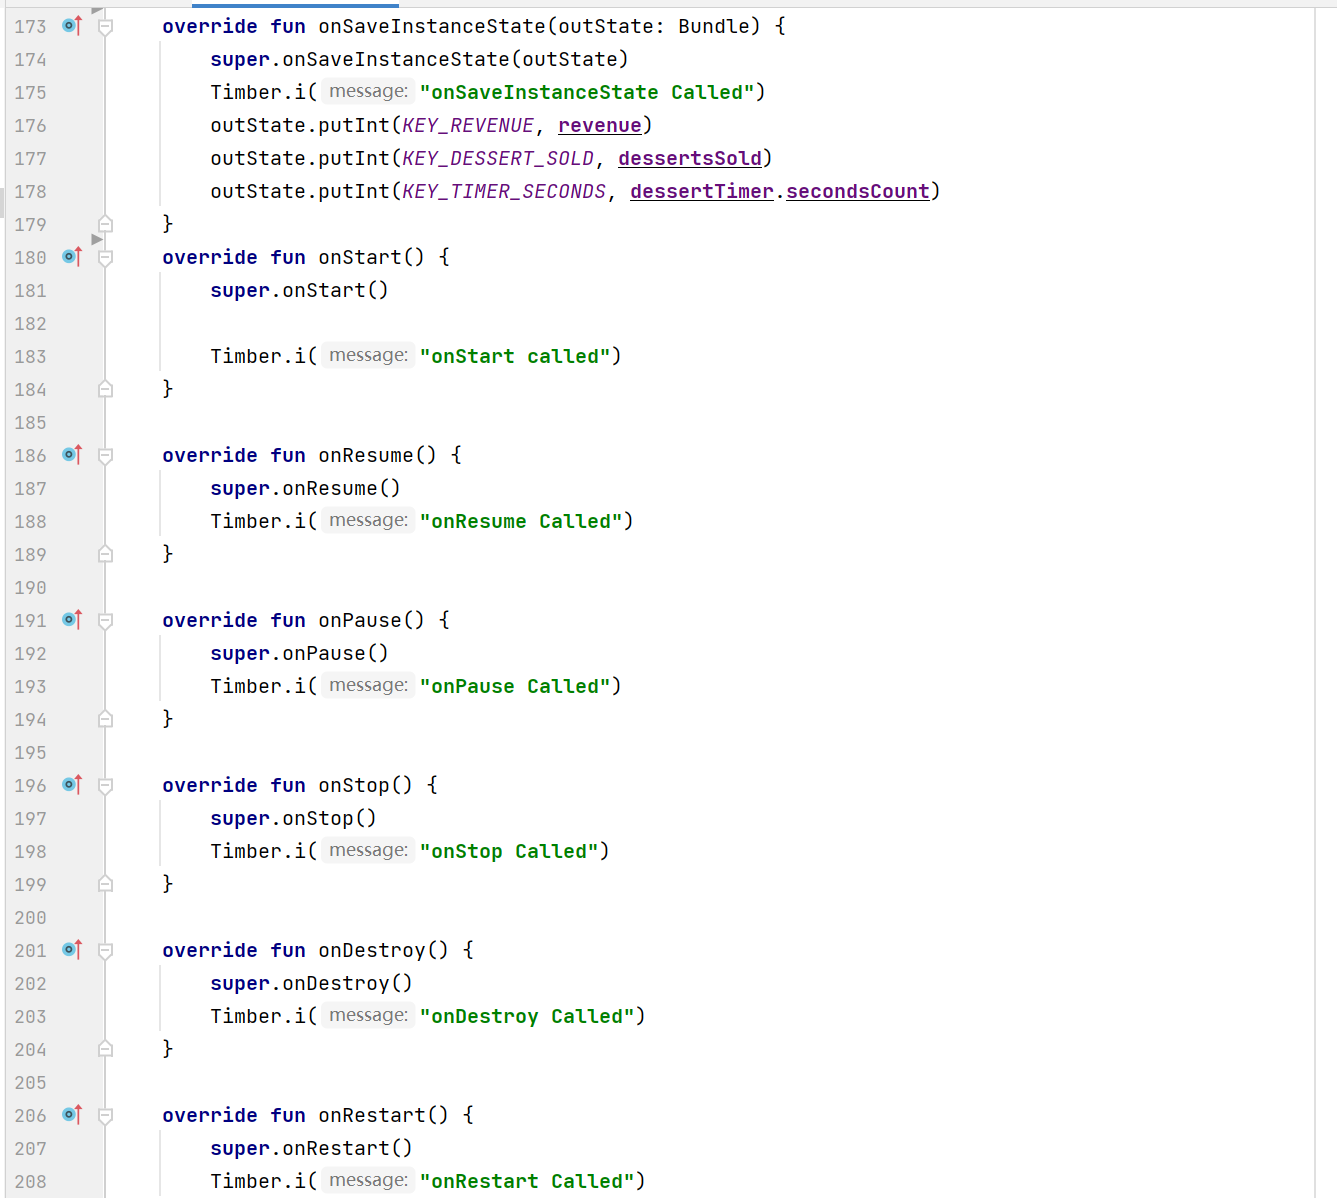 173 override fun onSaveInstanceState(outState: Bundle) {
174 super.onSaveInstanceState(outState)
175 Timber.i( message: "onSaveInstanceState Called")
176 outState.putInt(KEY_REVENUE, revenue)
177 outState.putInt(KEY_DESSERT_SOLD, dessertsSold)
178 outState.putInt(KEY_TIMER_SECONDS, dessertTimer.secondsCount)
179 }
180 override fun onStart() {
181 super.onStart()
182
183 Timber.i( message: "onStart called")
184 }
185
186 override fun onResume() {
187 super.onResume()
188 Timber.i( message: "onResume Called")
189 }
190
191 override fun onPause() {
192 super.onPause()
193 Timber.i( message: "onPause Called")
194 }
195
196 override fun onStop() {
197 super.onStop()
198 Timber.i( message: "onStop Called")
199 }
200
201 override fun onDestroy() {
202 super.onDestroy()
203 Timber.i( message: "onDestroy Called")
204 }
205
206 override fun onRestart() {
207 super.onRestart()
208 Timber.i( message: "onRestart Called")